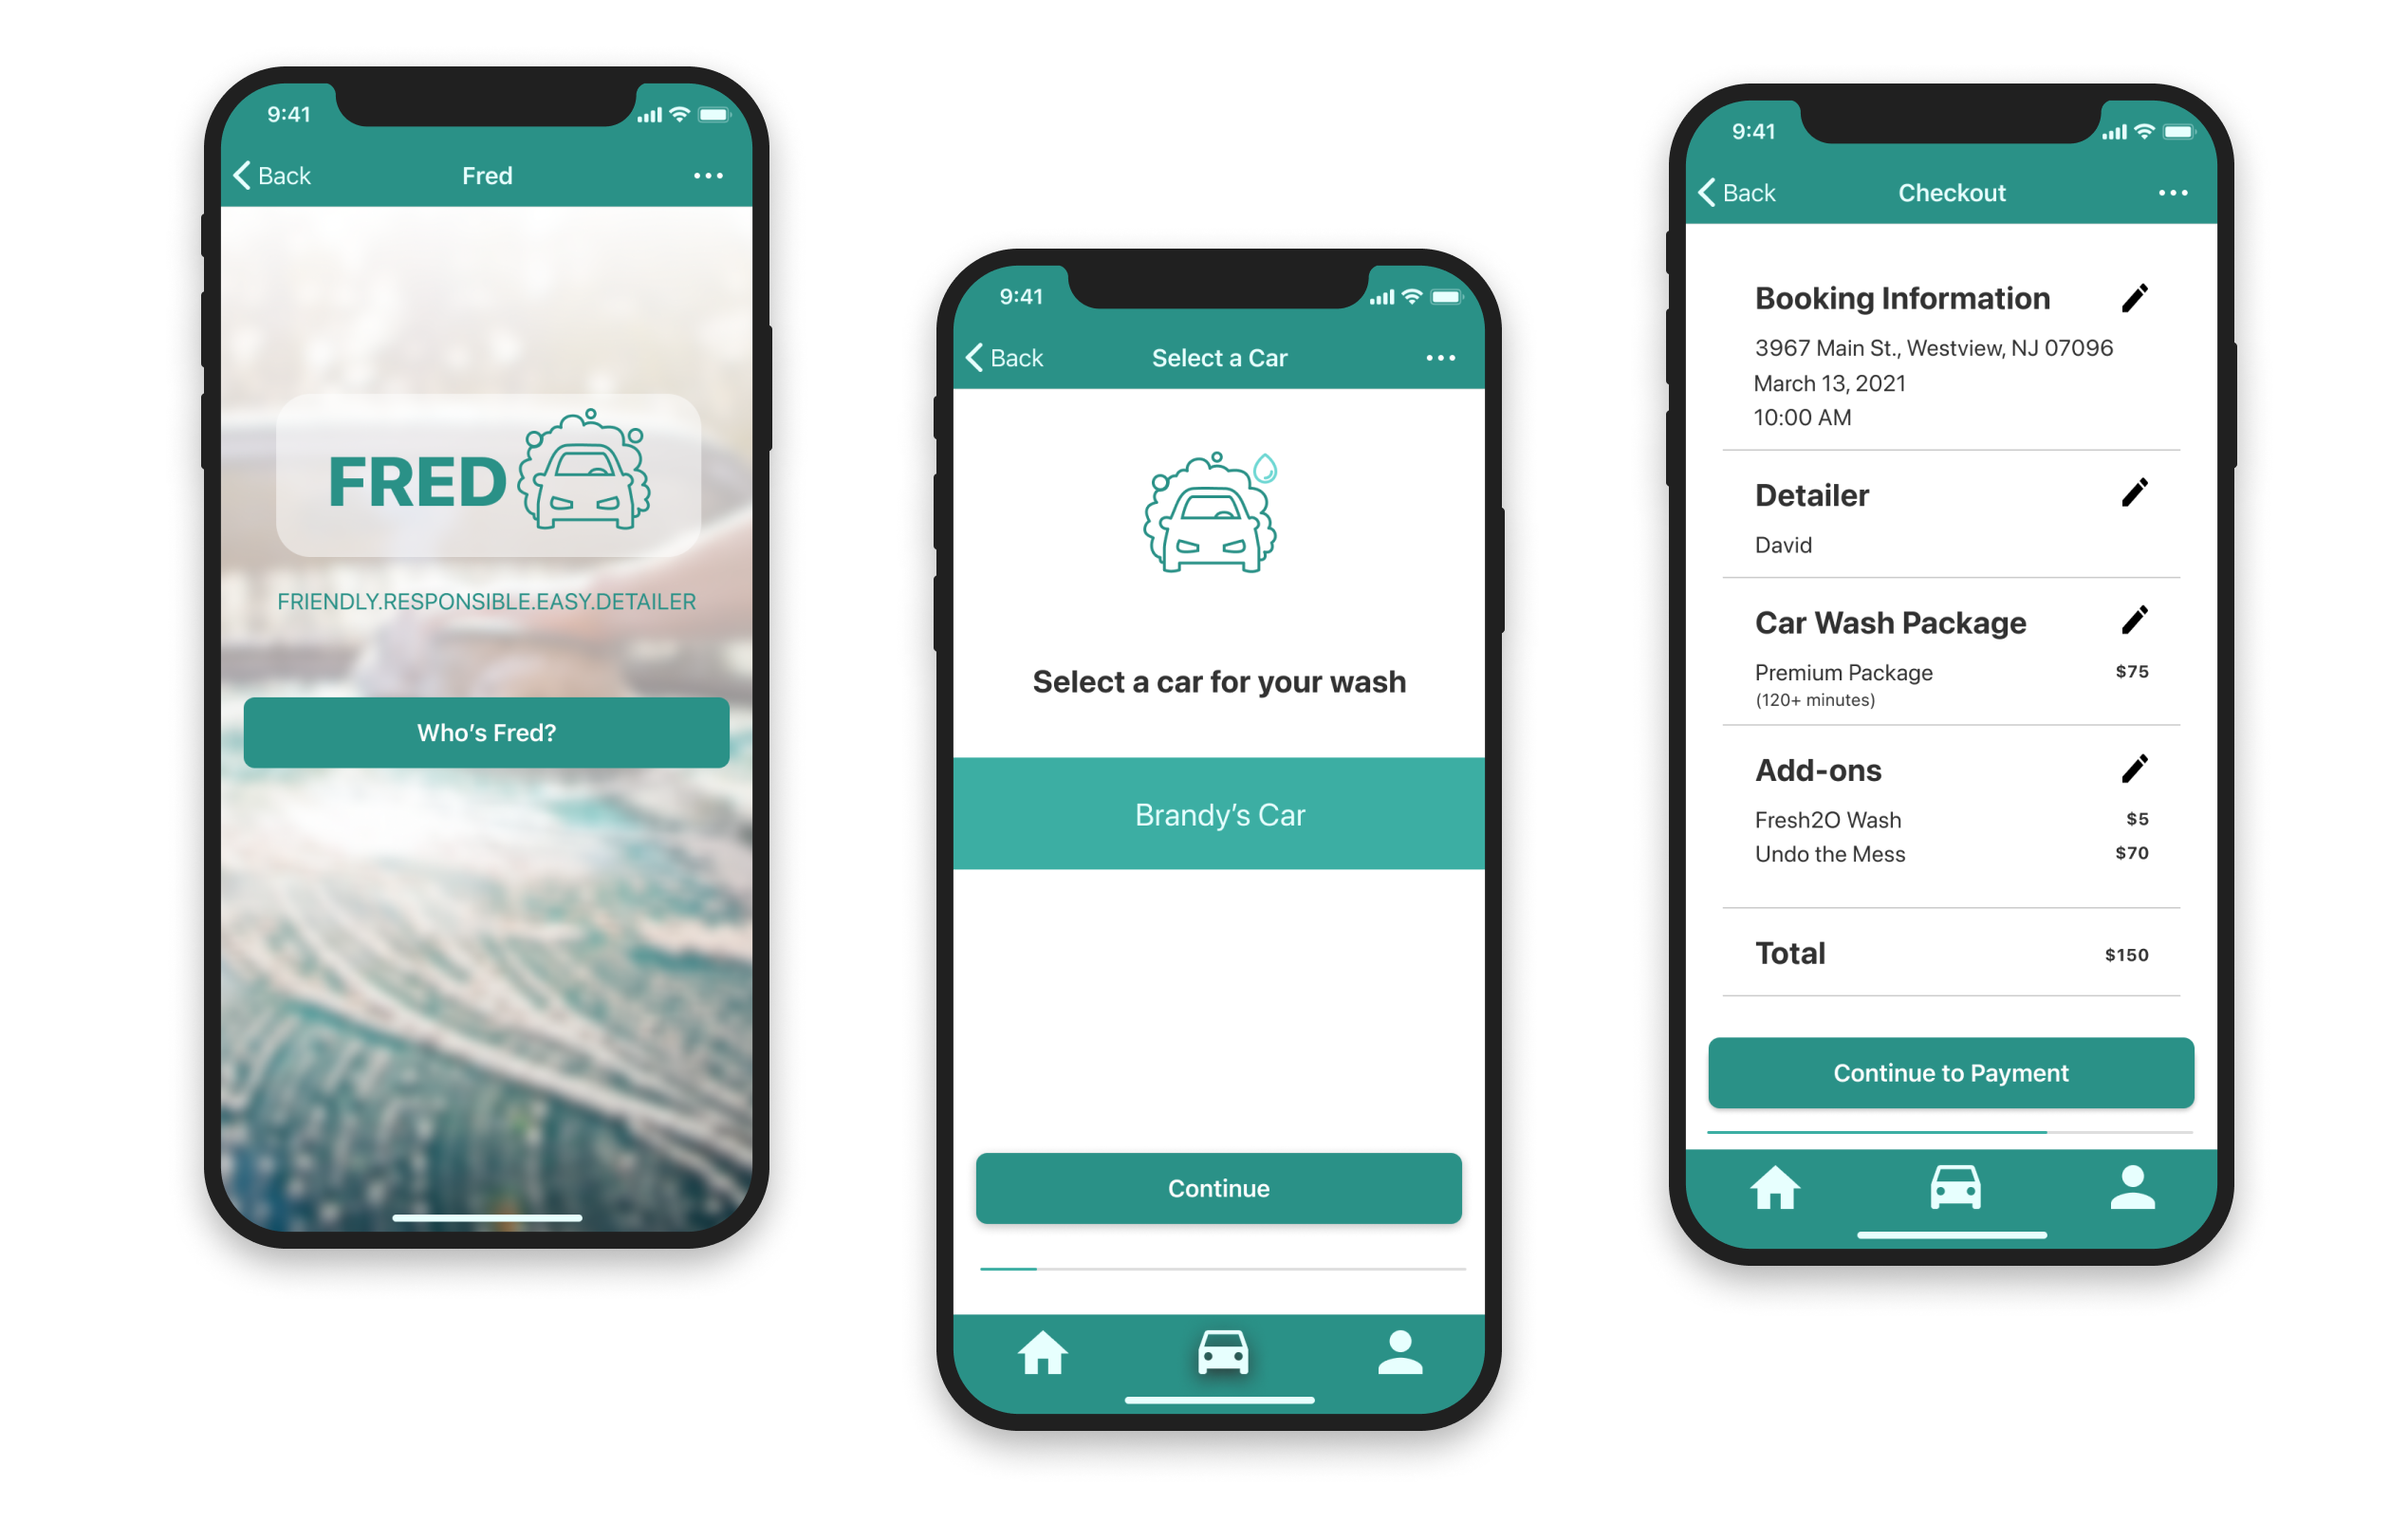 9:41
Back
Fred
FRED
FRIENDLY.RESPONSIBLE.EASY.DETAILER
Who's Fred?
9:41
Back
Select a Car
Select a car for your wash
Brandy's Car
Continue
9:41
Back
Checkout
Booking Information
3967 Main St., Westview, NJ 07096
March 13, 2021
10:00 AM
Detailer
David
Car Wash Package
Premium Package $75
(120+ minutes)
Add-ons
Fresh2O Wash $5
Undo the Mess $70
Total $150
Continue to Payment